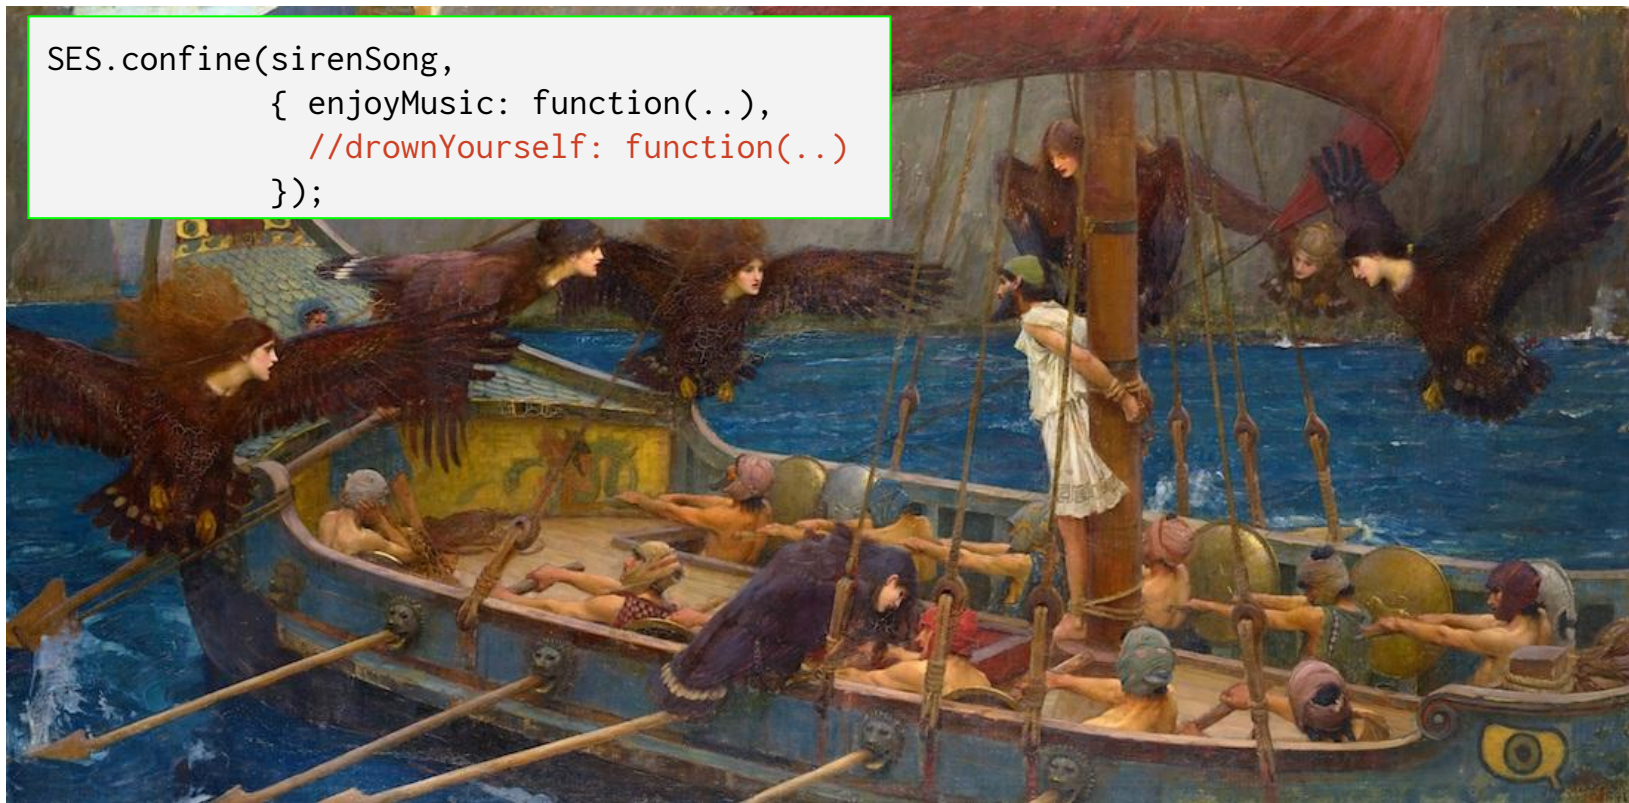 SES.confine(sirenSong,
{ enjoyMusic: function(..),
//drownYourself: function(..)
});